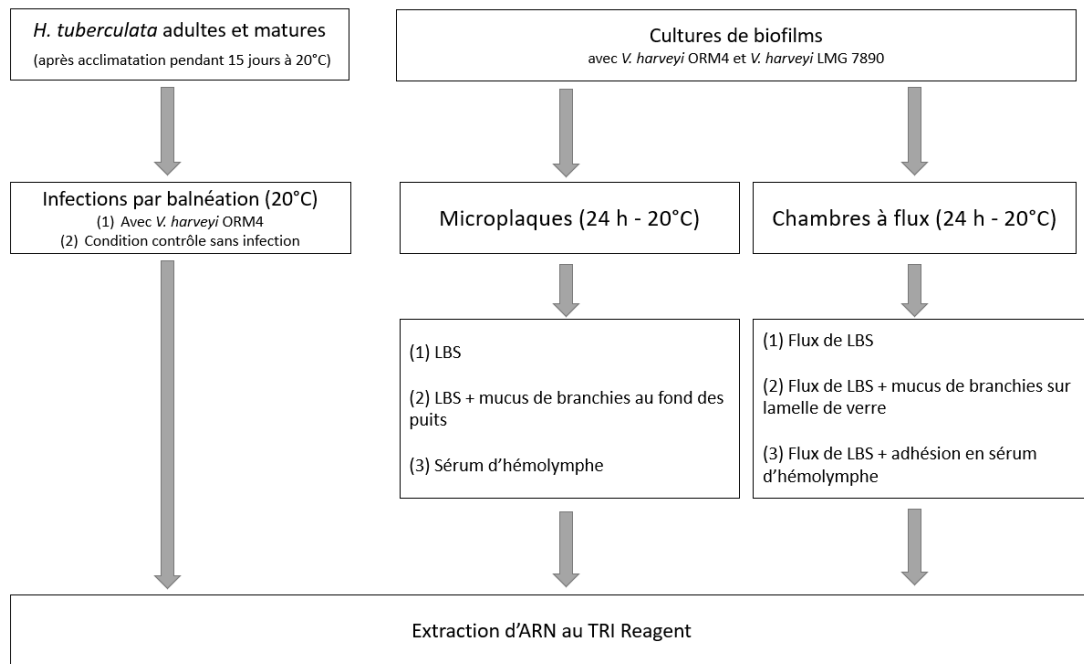 H. tuberculata adultes et matures
(après acclimatation pendant 15 jours à 20°C)
Cultures de biofilms
avec V. harveyi ORM4 et V. harveyi LMG 7890
Infections par balnéation (20°C)
(1) Avec V. harveyi ORM4
(2) Condition contrôle sans infection
Microplaques (24 h - 20°C)
Chambres à flux (24 h - 20°C)
(1) LBS
(2) LBS + mucus de branchies au fond des
puits
(3) Sérum d'hémolymphe
(1) Flux de LBS
(2) Flux de LBS + mucus de branchies sur
lamelle de verre
(3) Flux de LBS + adhésion en sérum
d'hémolymphe
Extraction d'ARN au TRI Reagent